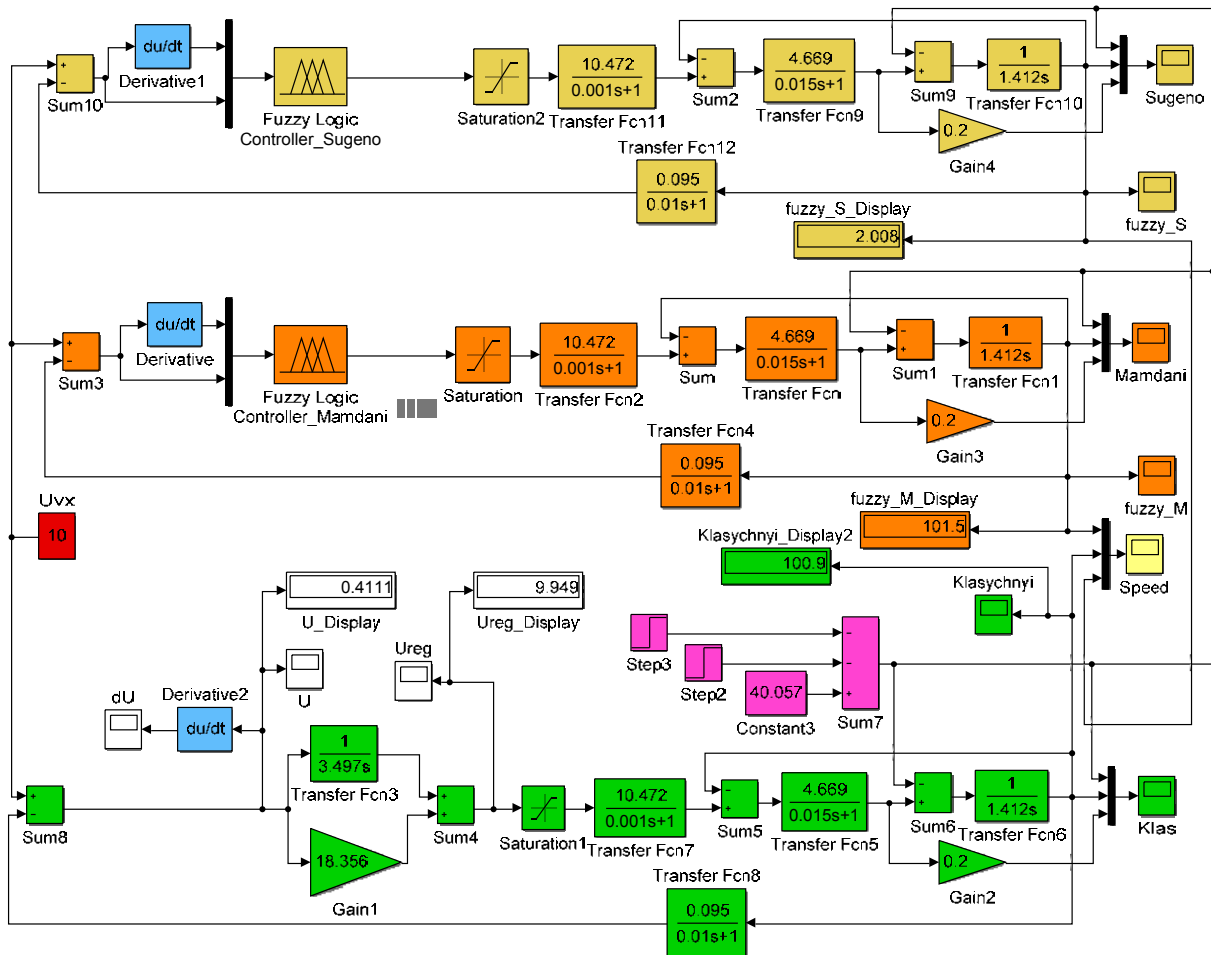 +
−
Sum10
du/dt
Derivative1
Fuzzy Logic
Controller_Sugeno
Saturation2
10.472
0.001s+1
Transfer Fcn11
−
+
Sum2
4.669
0.015s+1
Transfer Fcn9
−
+
Sum9
1
1.412s
Transfer Fcn10
Sugeno
0.2
Gain4
Transfer Fcn12
0.095
0.01s+1
fuzzy_S
fuzzy_S_Display
2.008
+
−
Sum3
du/dt
Derivative
Fuzzy Logic
Controller_Mamdani
Saturation
10.472
0.001s+1
Transfer Fcn2
−
+
Sum
4.669
0.015s+1
Transfer Fcn
−
+
Sum1
1
1.412s
Transfer Fcn1
Mamdani
0.2
Gain3
Transfer Fcn4
0.095
0.01s+1
fuzzy_M
fuzzy_M_Display
101.5
Uvx
10
Klasychnyi_Display2
100.9
Speed
Klasychnyi
0.4111
U_Display
9.949
Ureg_Display
Ureg
U
dU
Derivative2
du/dt
Step3
Step2
40.057
Constant3
−
−
+
Sum7
+
−
Sum8
1
3.497s
Transfer Fcn3
18.356
Gain1
+
+
Sum4
Saturation1
10.472
0.001s+1
Transfer Fcn7
−
+
Sum5
4.669
0.015s+1
Transfer Fcn5
−
+
Sum6
1
1.412s
Transfer Fcn6
Klas
0.2
Gain2
Transfer Fcn8
0.095
0.01s+1